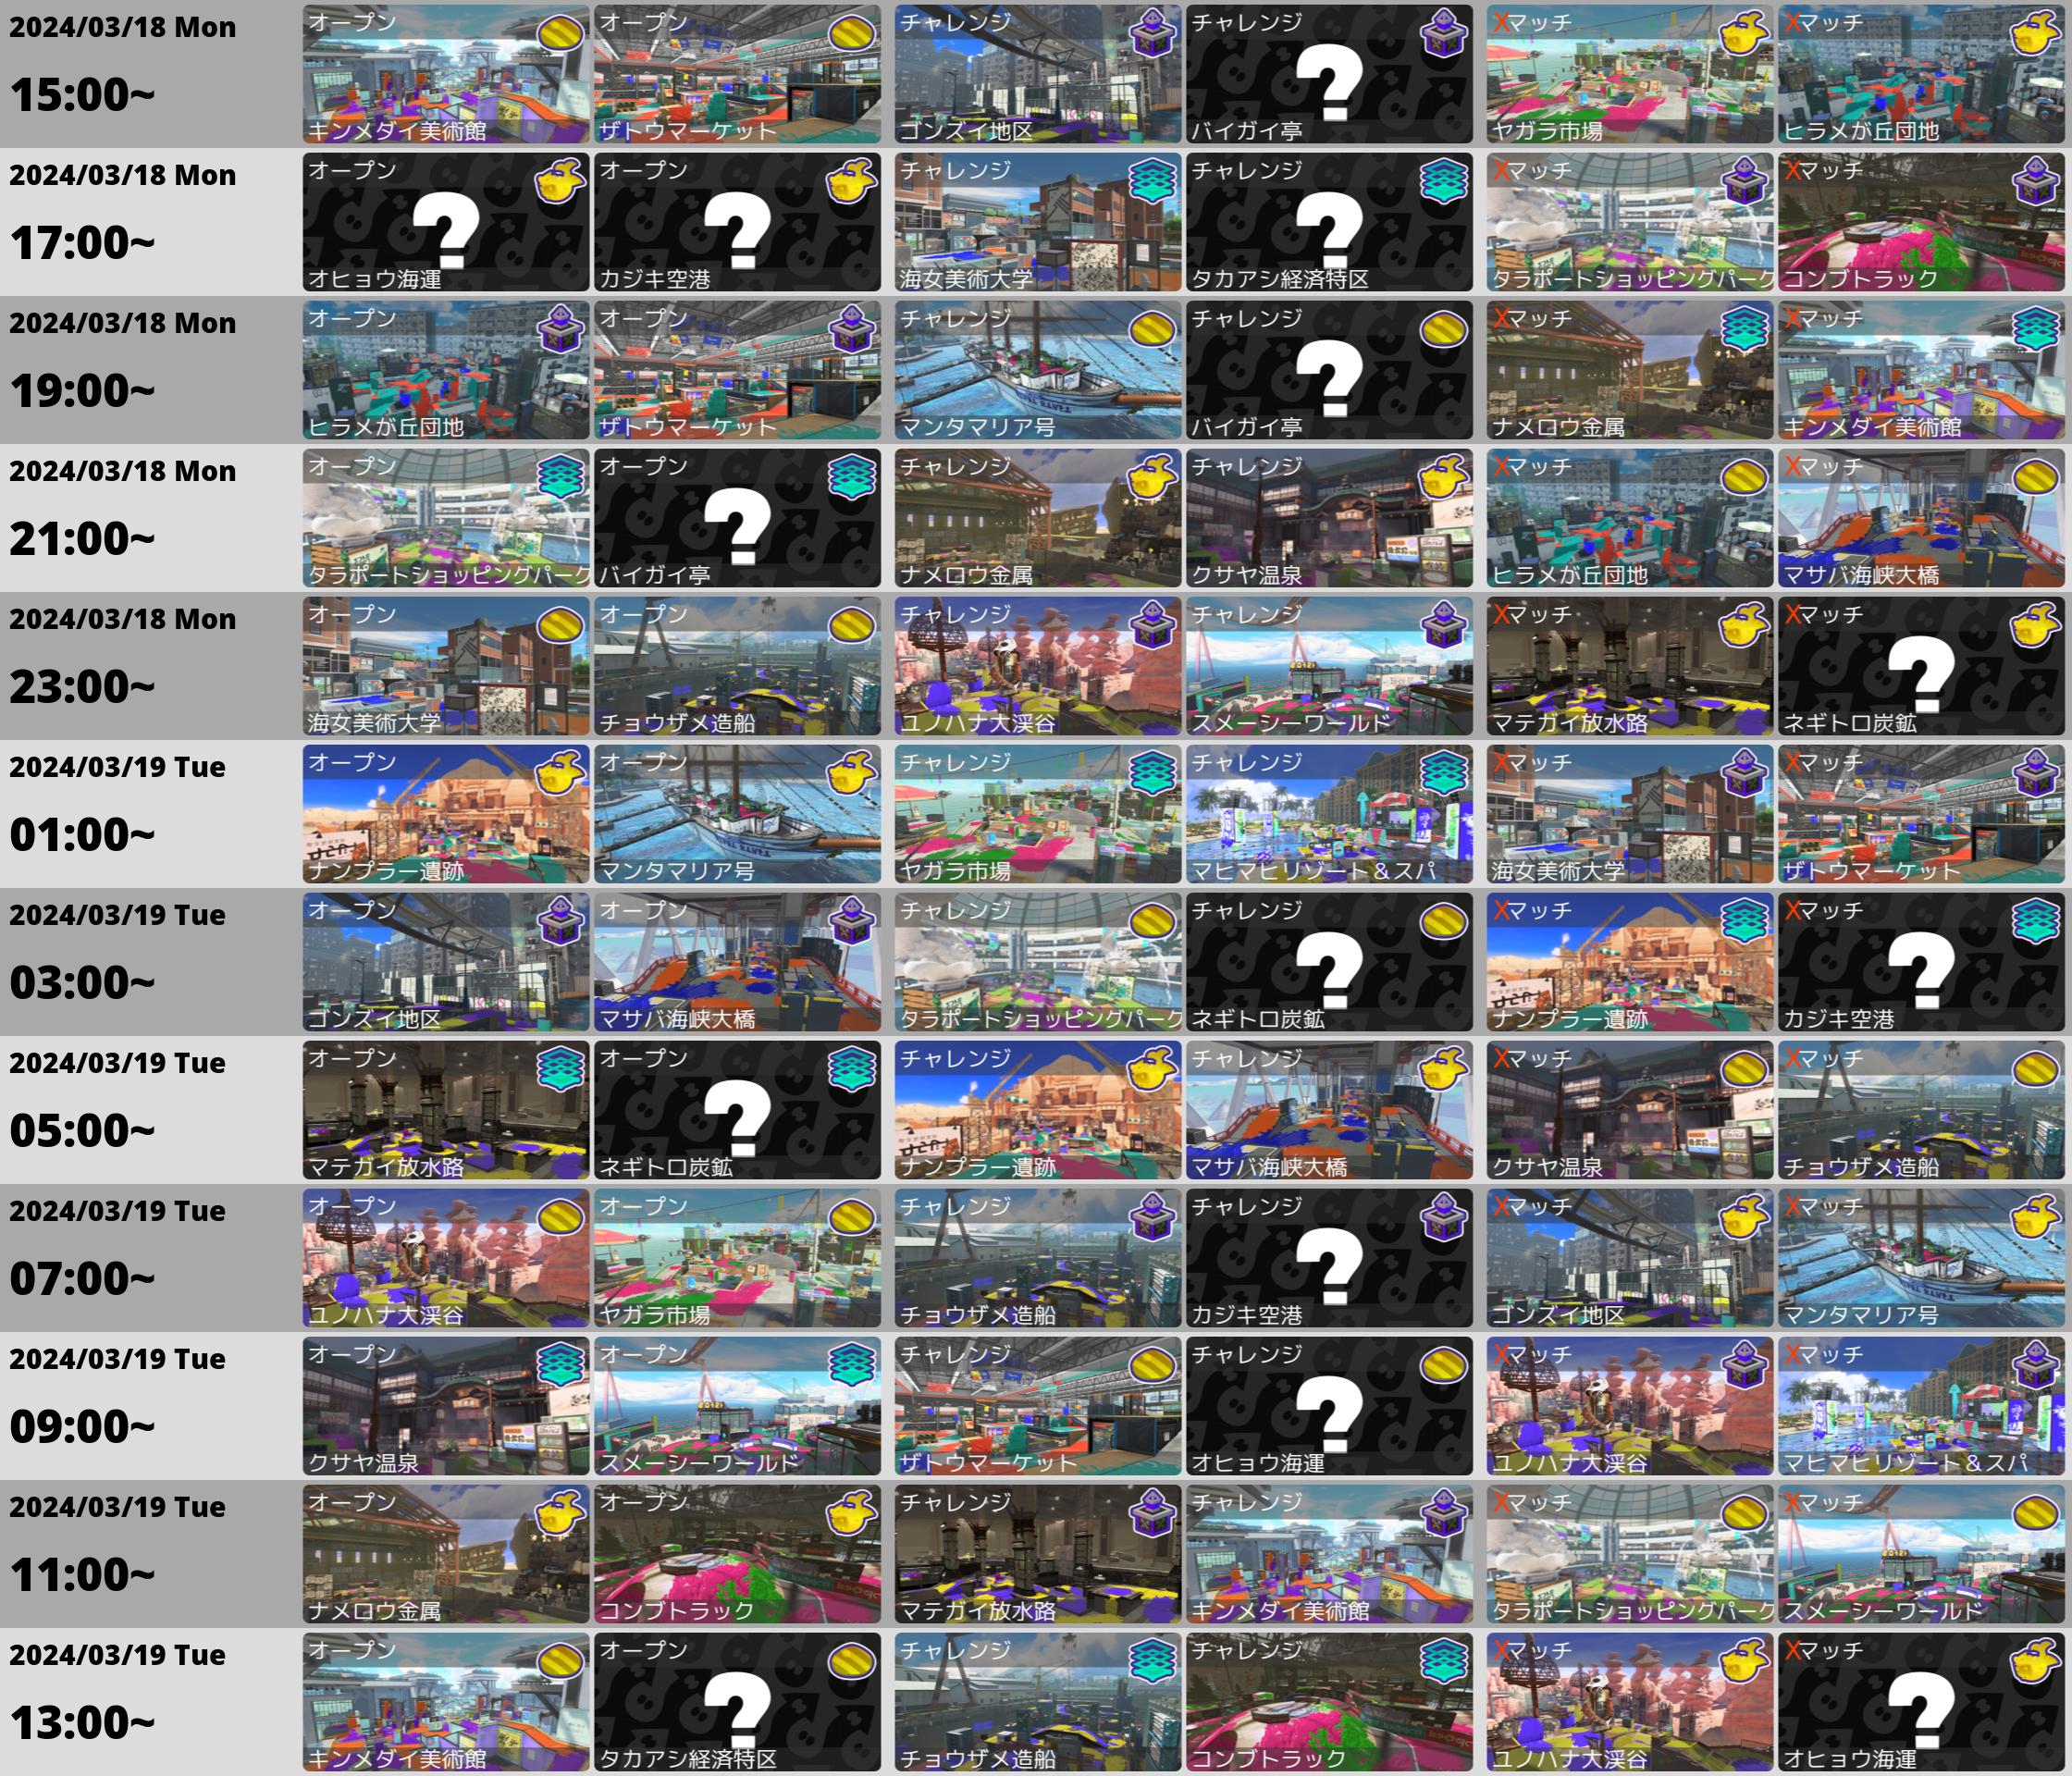 2024/03/18 Mon
15:00~
オープン オープン チャレンジ チャレンジ Xマッチ Xマッチ
キンメダイ美術館 ザトウマーケット ゴンズイ地区 バイガイ亭 ヤガラ市場 ヒラメが丘団地
2024/03/18 Mon
17:00~
オープン オープン チャレンジ チャレンジ Xマッチ Xマッチ
オヒョウ海運 カジキ空港 海女美術大学 タカアシ経済特区 タラポートショッピングパーク コンブトラック
2024/03/18 Mon
19:00~
オープン オープン チャレンジ チャレンジ Xマッチ Xマッチ
ヒラメが丘団地 ザトウマーケット マンタマリア号 バイガイ亭 ナメロウ金属 キンメダイ美術館
2024/03/18 Mon
21:00~
オープン オープン チャレンジ チャレンジ Xマッチ Xマッチ
タラポートショッピングパーク バイガイ亭 ナメロウ金属 クサヤ温泉 ヒラメが丘団地 マサバ海峡大橋
2024/03/18 Mon
23:00~
オープン オープン チャレンジ チャレンジ Xマッチ Xマッチ
海女美術大学 チョウザメ造船 ユノハナ大渓谷 スメーシーワールド マテガイ放水路 ネギトロ炭鉱
2024/03/19 Tue
01:00~
オープン オープン チャレンジ チャレンジ Xマッチ Xマッチ
ナンプラー遺跡 マンタマリア号 ヤガラ市場 マヒマヒリゾート＆スパ 海女美術大学 ザトウマーケット
2024/03/19 Tue
03:00~
オープン オープン チャレンジ チャレンジ Xマッチ Xマッチ
ゴンズイ地区 マサバ海峡大橋 タラポートショッピングパーク ネギトロ炭鉱 ナンプラー遺跡 カジキ空港
2024/03/19 Tue
05:00~
オープン オープン チャレンジ チャレンジ Xマッチ Xマッチ
マテガイ放水路 ネギトロ炭鉱 ナンプラー遺跡 マサバ海峡大橋 クサヤ温泉 チョウザメ造船
2024/03/19 Tue
07:00~
オープン オープン チャレンジ チャレンジ Xマッチ Xマッチ
ユノハナ大渓谷 ヤガラ市場 チョウザメ造船 カジキ空港 ゴンズイ地区 マンタマリア号
2024/03/19 Tue
09:00~
オープン オープン チャレンジ チャレンジ Xマッチ Xマッチ
クサヤ温泉 スメーシーワールド ザトウマーケット オヒョウ海運 ユノハナ大渓谷 マヒマヒリゾート＆スパ
2024/03/19 Tue
11:00~
オープン オープン チャレンジ チャレンジ Xマッチ Xマッチ
ナメロウ金属 コンブトラック マテガイ放水路 キンメダイ美術館 タラポートショッピングパーク スメーシーワールド
2024/03/19 Tue
13:00~
オープン オープン チャレンジ チャレンジ Xマッチ Xマッチ
キンメダイ美術館 タカアシ経済特区 チョウザメ造船 コンブトラック ユノハナ大渓谷 オヒョウ海運